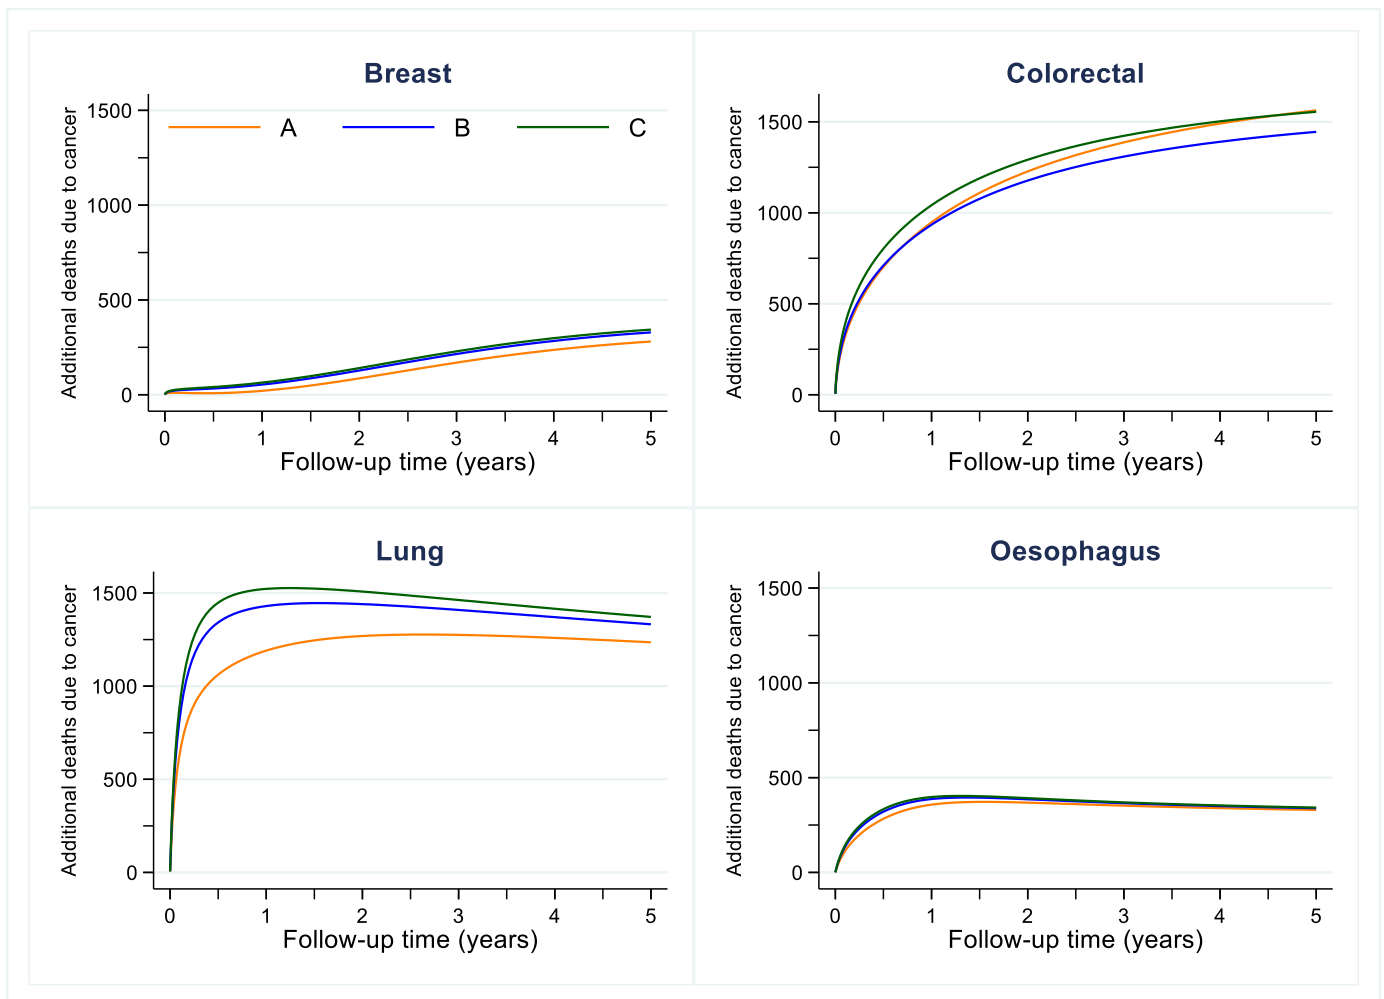 Breast
Additional deaths due to cancer
1500
1000
500
0
A B C
0 1 2 3 4 5
Follow-up time (years)
Colorectal
Additional deaths due to cancer
1500
1000
500
0
0 1 2 3 4 5
Follow-up time (years)
Lung
Additional deaths due to cancer
1500
1000
500
0
0 1 2 3 4 5
Follow-up time (years)
Oesophagus
Additional deaths due to cancer
1500
1000
500
0
0 1 2 3 4 5
Follow-up time (years)